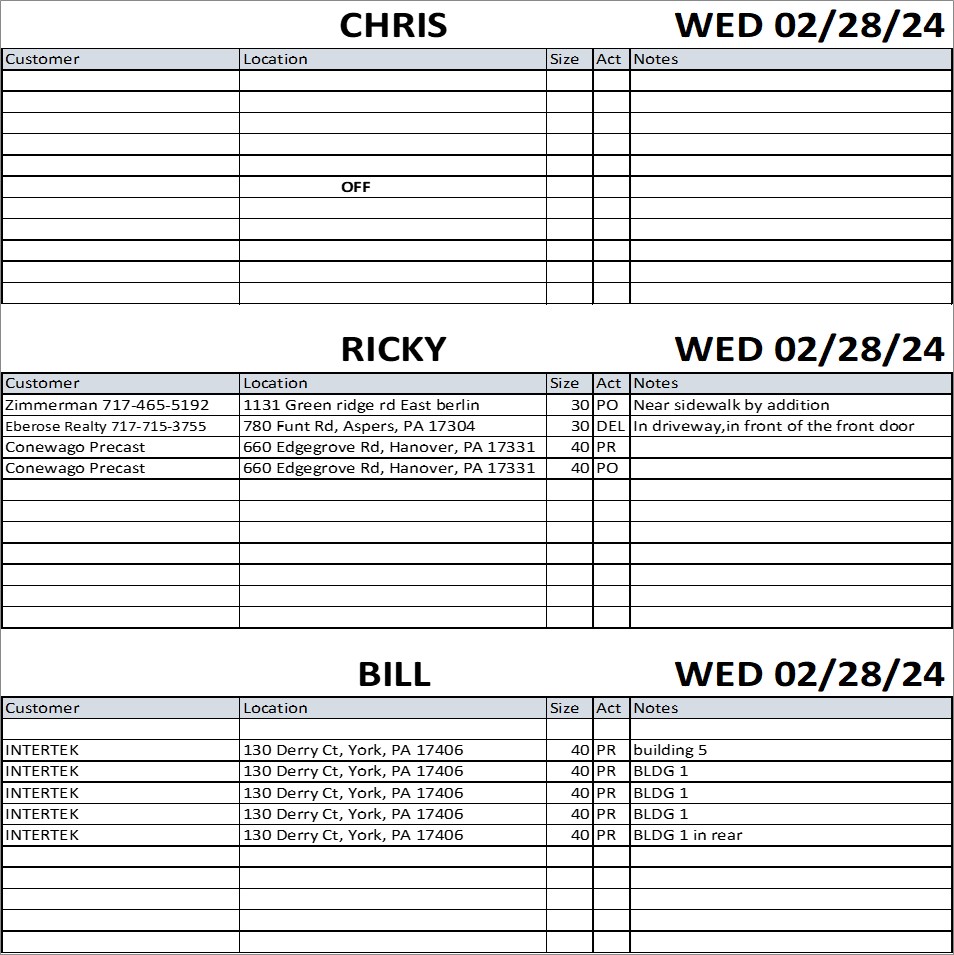 CHRIS WED 02/28/24
Customer Location Size Act Notes
OFF
RICKY WED 02/28/24
Customer Location Size Act Notes
Zimmerman 717-465-5192 1131 Green ridge rd East berlin 30 PO Near sidewalk by addition
Eberose Realty 717-715-3755 780 Funt Rd, Aspers, PA 17304 30 DEL In driveway,in front of the front door
Conewago Precast 660 Edgegrove Rd, Hanover, PA 17331 40 PR
Conewago Precast 660 Edgegrove Rd, Hanover, PA 17331 40 PO
BILL WED 02/28/24
Customer Location Size Act Notes
INTERTEK 130 Derry Ct, York, PA 17406 40 PR building 5
INTERTEK 130 Derry Ct, York, PA 17406 40 PR BLDG 1
INTERTEK 130 Derry Ct, York, PA 17406 40 PR BLDG 1
INTERTEK 130 Derry Ct, York, PA 17406 40 PR BLDG 1
INTERTEK 130 Derry Ct, York, PA 17406 40 PR BLDG 1 in rear